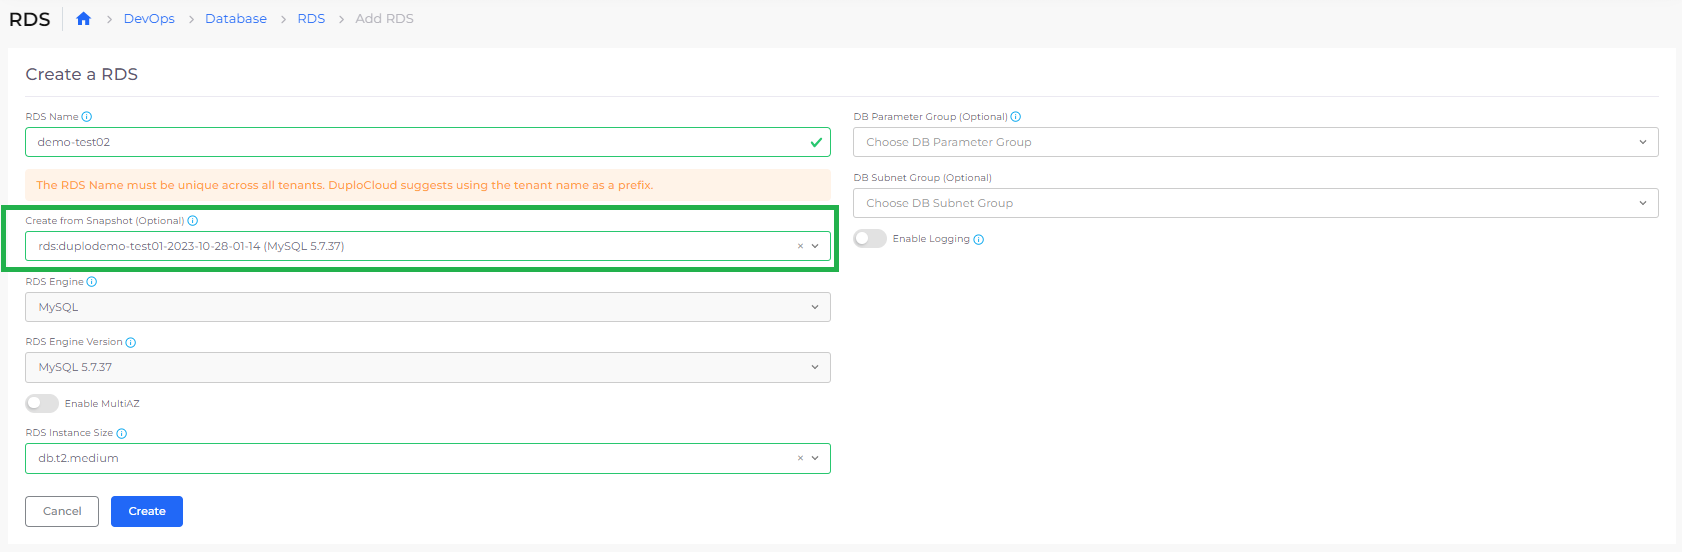 RDS
DevOps > Database > RDS > Add RDS
Create a RDS
RDS Name
demo-test02
The RDS Name must be unique across all tenants. DuploCloud suggests using the tenant name as a prefix.
Create from Snapshot (Optional)
rds:duplodemo-test01-2023-10-28-01-14 (MySQL 5.7.37)
RDS Engine
MySQL
RDS Engine Version
MySQL 5.7.37
Enable MultiAZ
RDS Instance Size
db.t2.medium
Cancel
Create
DB Parameter Group (Optional)
Choose DB Parameter Group
DB Subnet Group (Optional)
Choose DB Subnet Group
Enable Logging